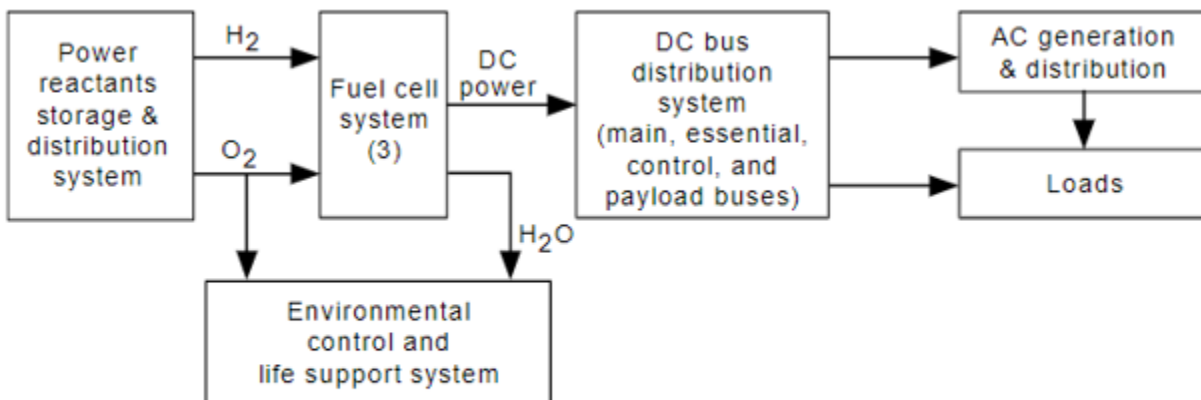 Power
reactants
storage &
distribution
system
H2
O2
Fuel cell
system
(3)
DC
power
H2O
DC bus
distribution
system
(main, essential,
control, and
payload buses)
AC generation
& distribution
Loads
Environmental
control and
life support system